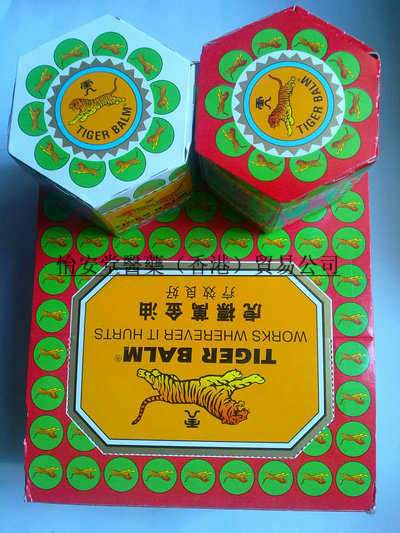 TIGER BALM
TIGER BALM
怡安堂醫藥（香港）貿易公司
TIGER BALM®
WORKS WHEREVER IT HURTS
虎標萬金油
疗效良好